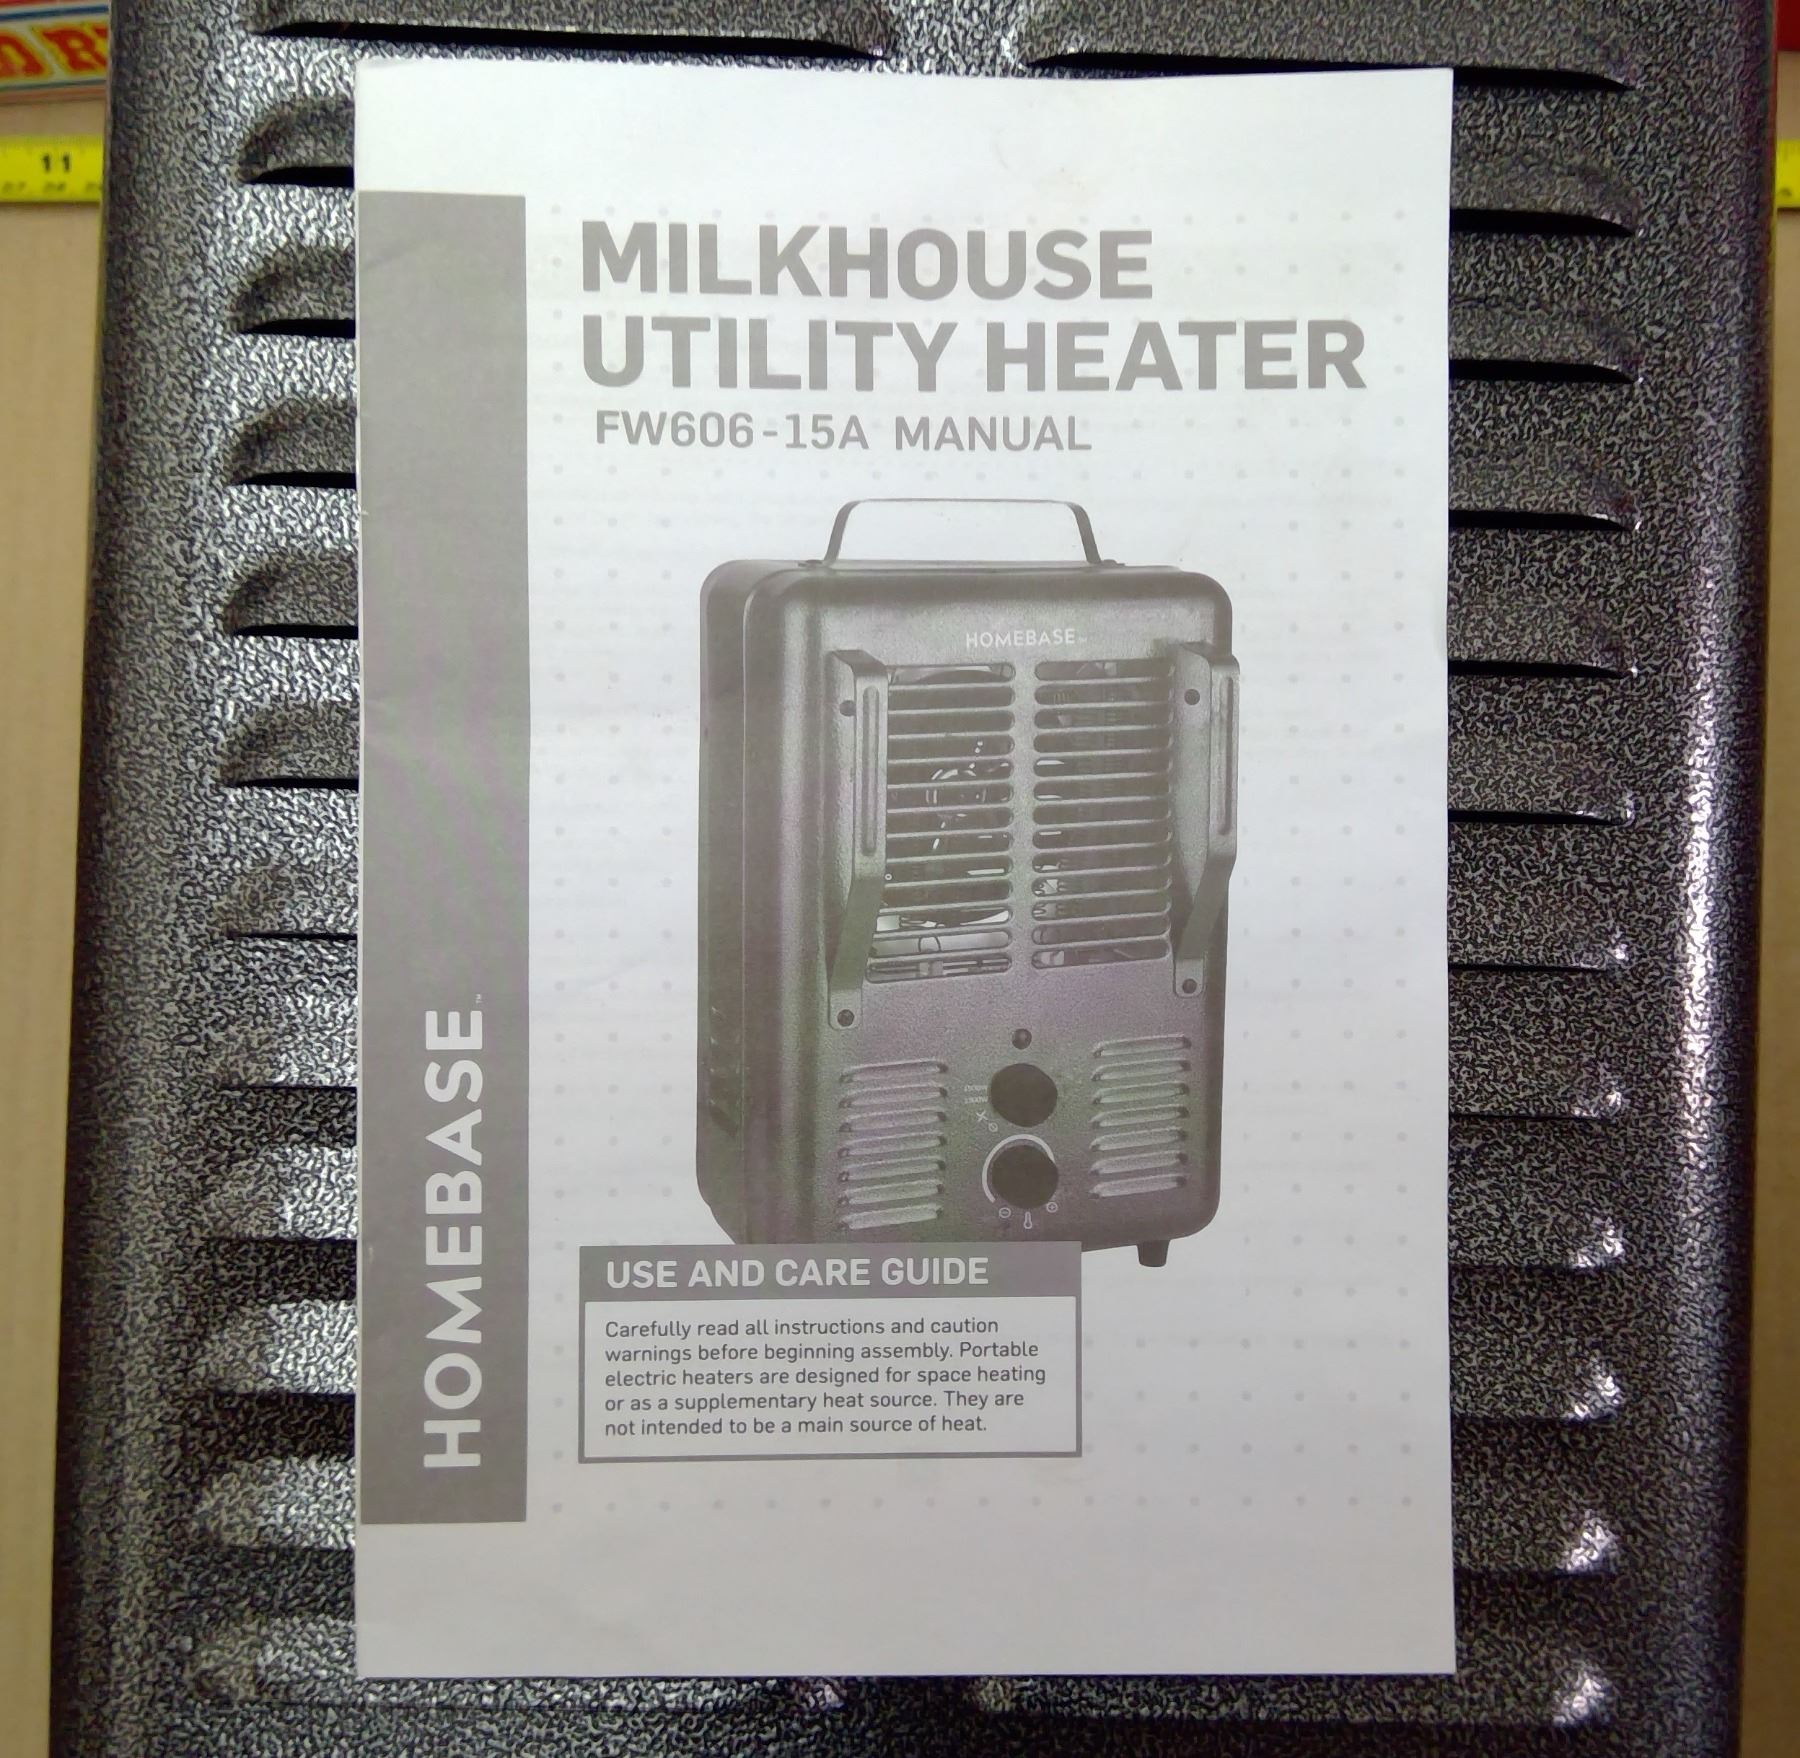 11
MILKHOUSE
UTILITY HEATER
FW606-15A MANUAL
HOMEBASE
HOMEBASE™
USE AND CARE GUIDE
Carefully read all instructions and caution
warnings before beginning assembly. Portable
electric heaters are designed for space heating
or as a supplementary heat source. They are
not intended to be a main source of heat.